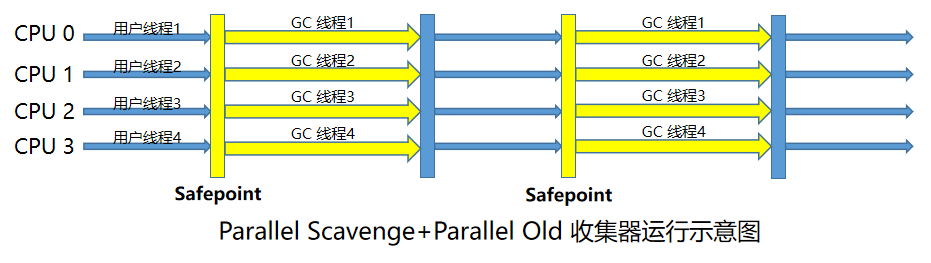 CPU 0 用户线程1 GC 线程1 GC 线程1
CPU 1 用户线程2 GC 线程2 GC 线程2
CPU 2 用户线程3 GC 线程3 GC 线程3
CPU 3 用户线程4 GC 线程4 GC 线程4
Safepoint Safepoint
Parallel Scavenge+Parallel Old 收集器运行示意图